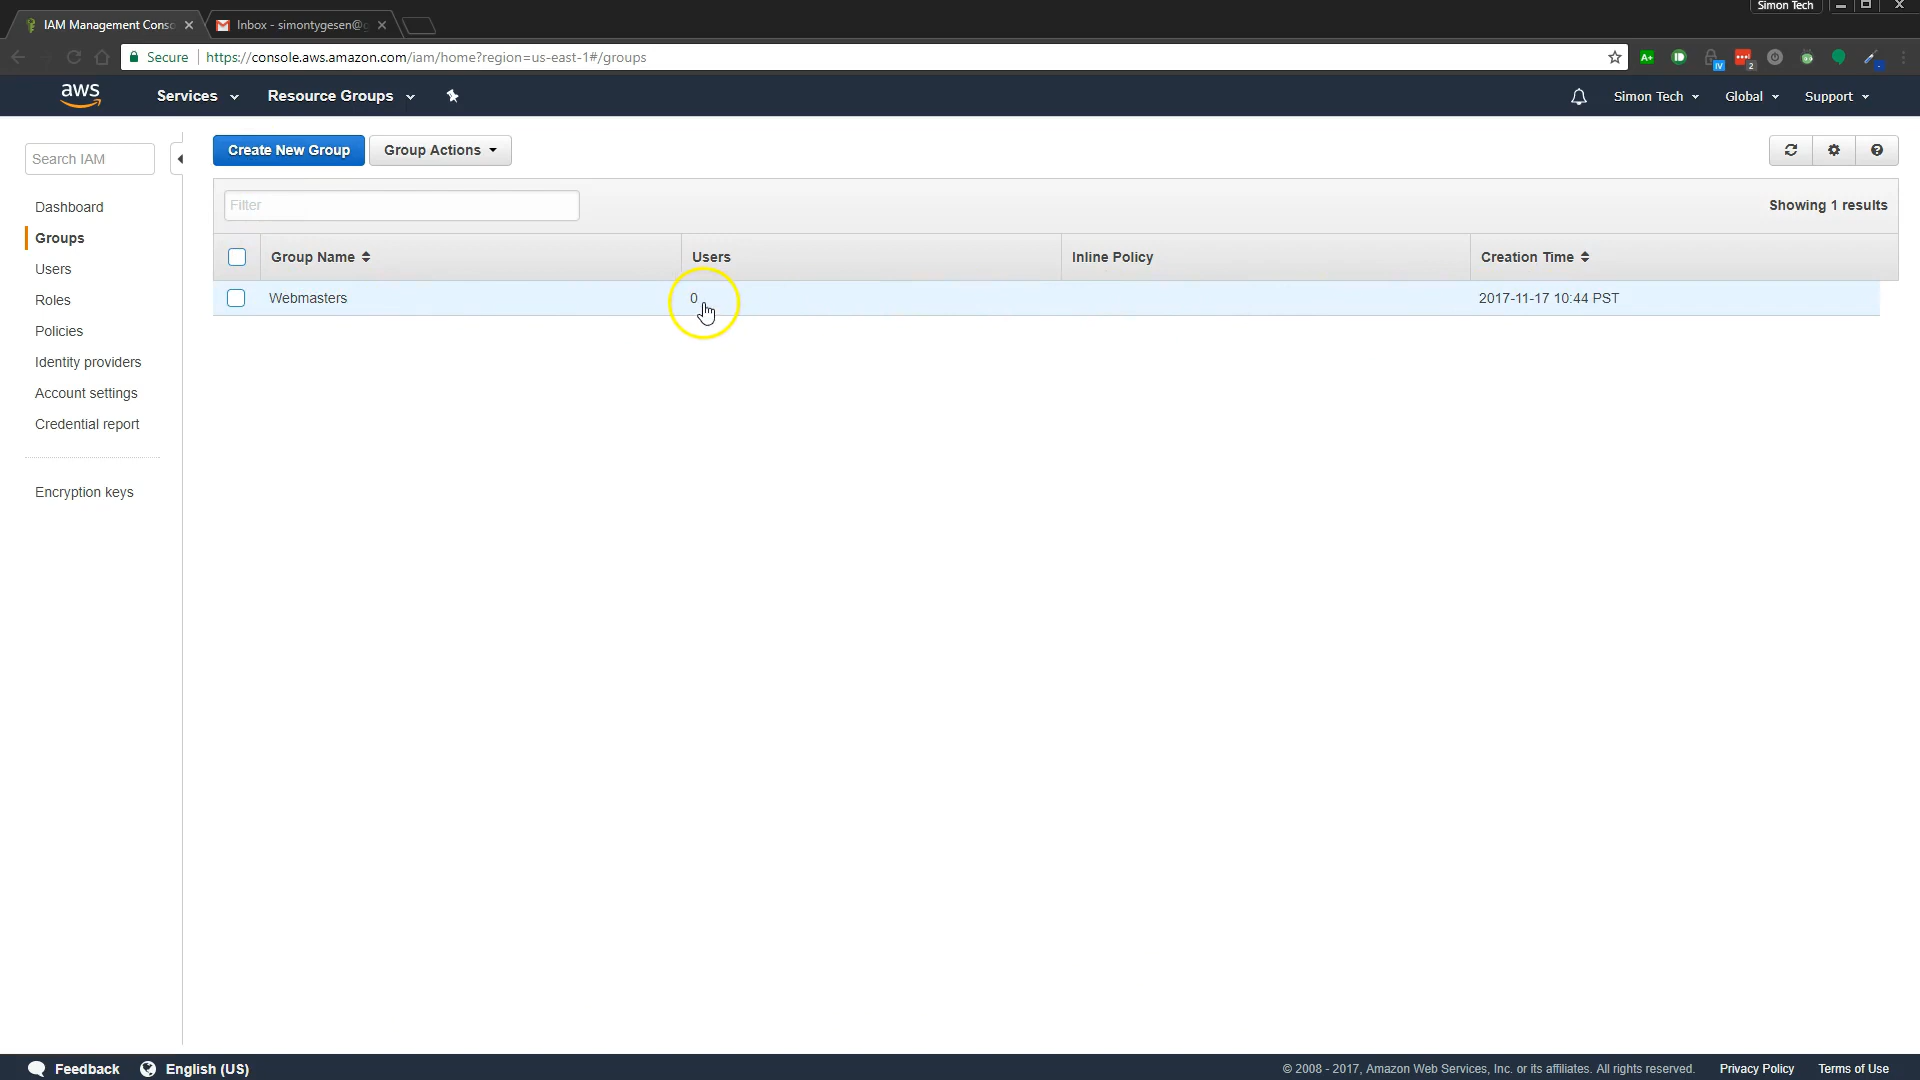 Simon Tech
IAM Management Conso
Inbox - simontygesen@g
Secure https://console.aws.amazon.com/iam/home?region=us-east-1#/groups
A+
ID
IV
2
aws Services Resource Groups Simon Tech Global Support
Search IAM
Create New Group Group Actions
Filter
Showing 1 results
Dashboard
Groups
Users
Roles
Policies
Identity providers
Account settings
Credential report
Encryption keys
Group Name Users Inline Policy Creation Time
Webmasters 0 2017-11-17 10:44 PST
Feedback English (US) © 2008 - 2017, Amazon Web Services, Inc. or its affiliates. All rights reserved. Privacy Policy Terms of Use